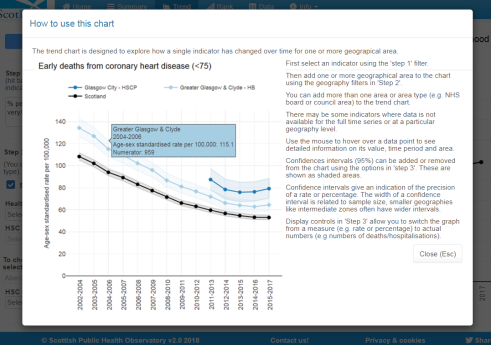 Home Summary Trend Rank Data Info
How to use this chart
The trend chart is designed to explore how a single indicator has changed over time for one or more geograpical area.
Early deaths from coronary heart disease (<75)
Glasgow City - HSCP
Greater Glasgow & Clyde - HB
Scotland
Age-sex standardised rate per 100,000
140
120
100
80
60
40
20
0
Greater Glasgow & Clyde
2004-2006
Age-sex standardised rate per 100,000: 115.1
Numerator: 959
2002-2004
2003-2005
2004-2006
2005-2007
2006-2008
2007-2009
2008-2010
2009-2011
2010-2012
2011-2013
2012-2014
2013-2015
2014-2016
2015-2017
First select an indicator using the 'step 1' filter.
Then add one or more geographical area to the chart
using the geography filters in 'Step 2'
You can add more than one area or area type (e.g. NHS
board or council area) to the trend chart.
There may be some indicators where data is not
available for the full time series or at a particular
geography level.
Use the mouse to hover over a data point to see
detailed information on its value, time period and area.
Confidences intervals (95%) can be added or removed
from the chart using the options in 'step 3'. These are
shown as shaded areas.
Confidence intervals give an indication of the precision
of a rate or percentage. The width of a confidence
interval is related to sample size, smaller geographies
like intermediate zones often have wider intervals.
Display controls in 'Step 3' allow you to switch the graph
from a measure (e.g. rate or percentage) to actual
numbers (e.g numbers of deaths/hospitalisations).
Close (Esc)
2017
© Scottish Public Health Observatory v2.0 2018
Contact us!
Privacy & cookies
Shar